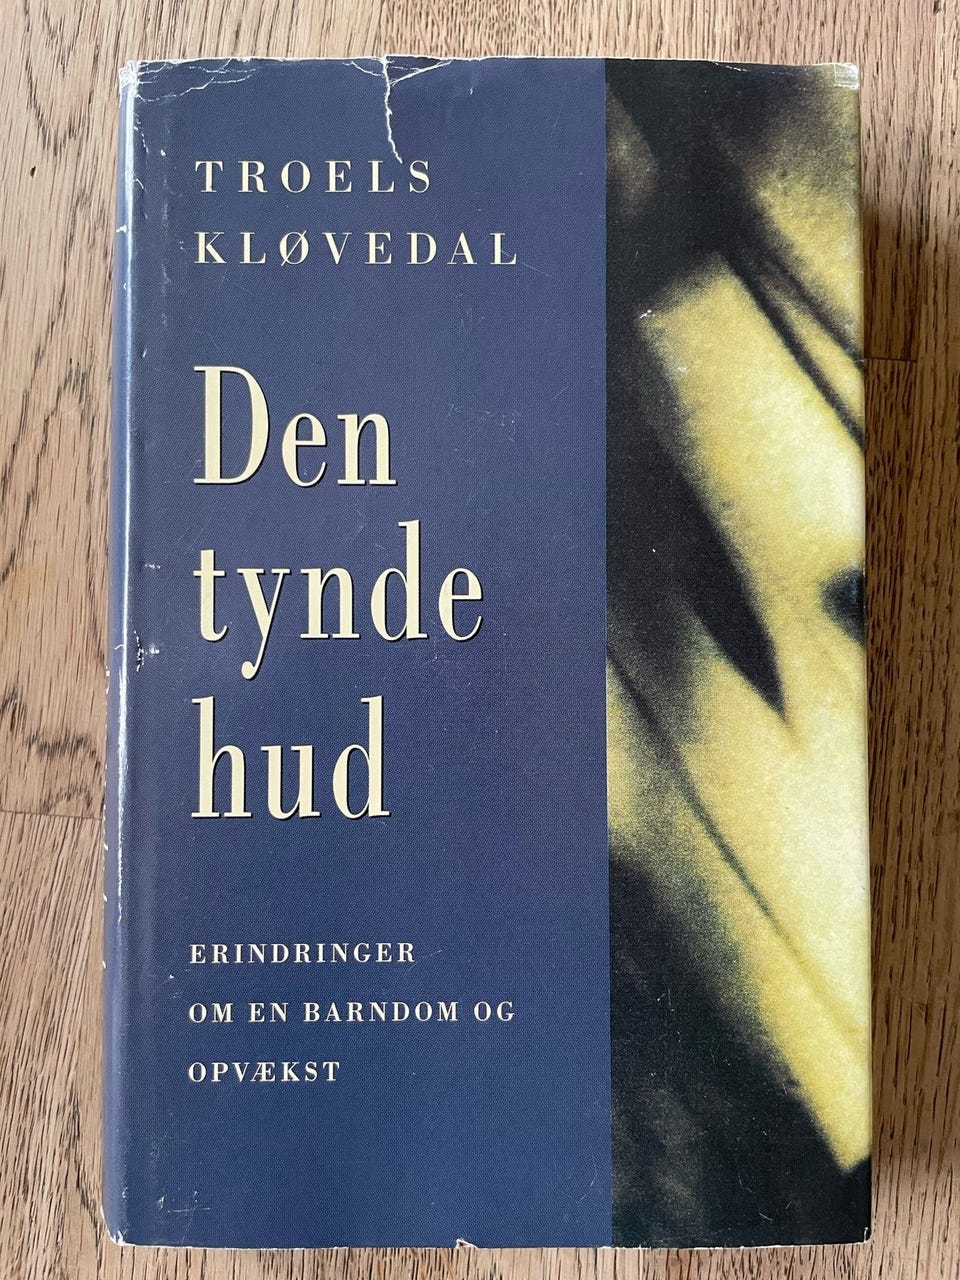 TROELS
KLØVEDAL
Den
tynde
hud
ERINDRINGER
OM EN BARNDOM OG
OPVÆKST